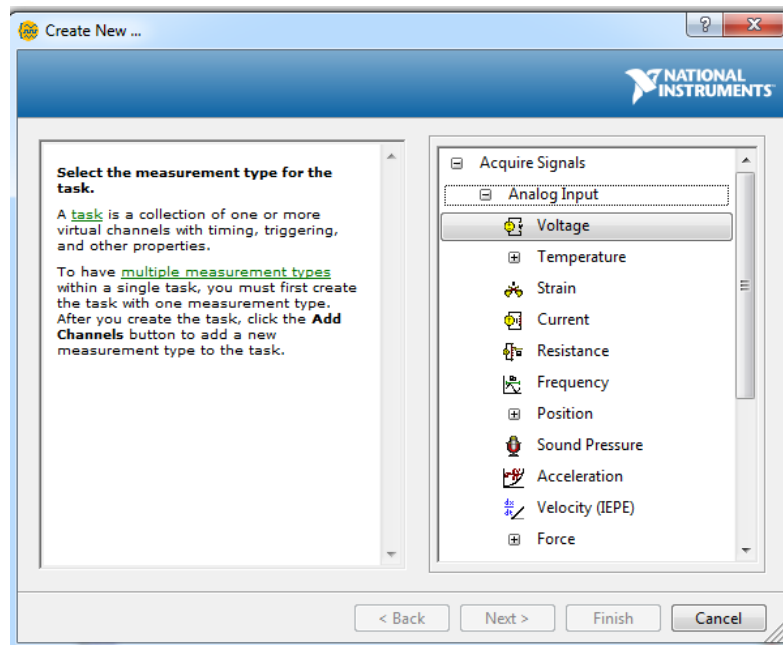 Create New ...
NATIONAL
INSTRUMENTS
Select the measurement type for the
task.
A task is a collection of one or more
virtual channels with timing, triggering,
and other properties.
To have multiple measurement types
within a single task, you must first create
the task with one measurement type.
After you create the task, click the Add
Channels button to add a new
measurement type to the task.
Acquire Signals
Analog Input
Voltage
Temperature
Strain
Current
Resistance
Frequency
Position
Sound Pressure
Acceleration
Velocity (IEPE)
Force
< Back
Next >
Finish
Cancel